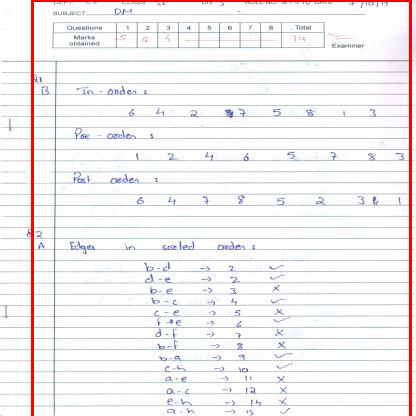 SUBJECT DM
Questions 1 2 3 4 5 6 7 8 Total
Marks obtained 5 5 4 14
Examiner
B In-order :
6 4 2 7 5 8 1 3
Pre-order :
1 2 4 6 5 7 8 3
Post order :
6 4 7 8 5 2 3 1
A Edges in sorted order :
b-d → 2 ✓
d-e → 2 ✓
b-e → 3 ✗
b-c → 4 ✓
c-e → 5 ✗
f-e → 6 ✓
d-f → 7 ✗
b-f → 8 ✗
b-a → 9 ✓
c-h → 10 ✓
a-e → 11 ✗
a-c → 12 ✗
e-h → 14 ✗
g-h → 15 ✓